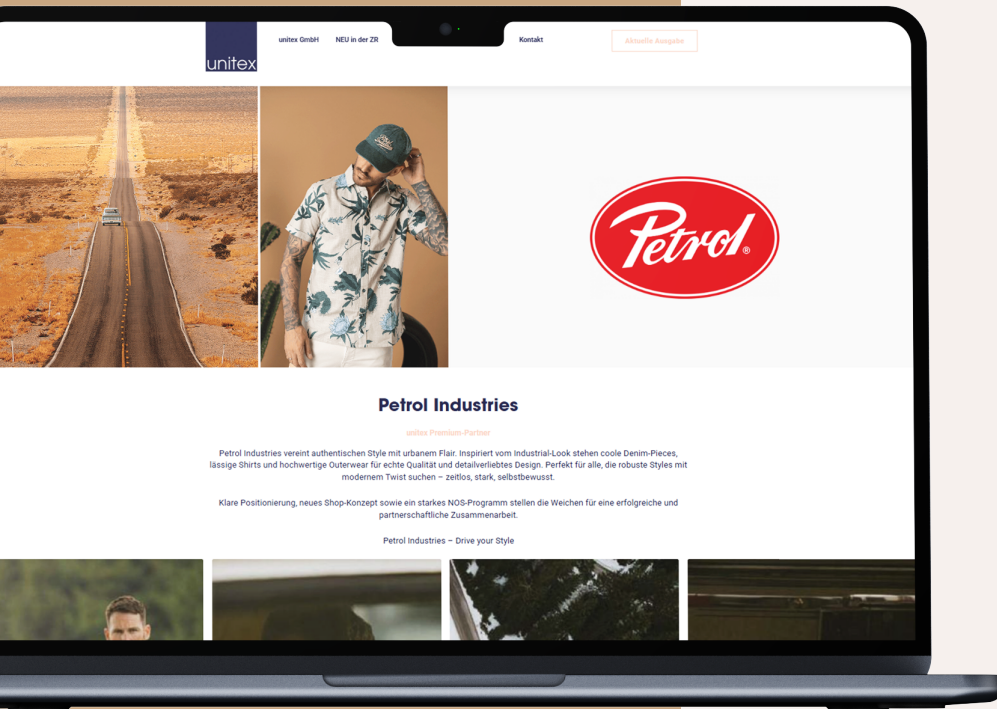 unitex
unitex GmbH
NEU in der ZR
Kontakt
Aktuelle Ausgabe
Petrol®
Petrol Industries
unitex Premium-Partner
Petrol Industries vereint authentischen Style mit urbanem Flair. Inspiriert vom Industrial-Look stehen coole Denim-Pieces,
lässige Shirts und hochwertige Outerwear für echte Qualität und detailverliebtes Design. Perfekt für alle, die robuste Styles mit
modernem Twist suchen – zeitlos, stark, selbstbewusst.
Klare Positionierung, neues Shop-Konzept sowie ein starkes NOS-Programm stellen die Weichen für eine erfolgreiche und
partnerschaftliche Zusammenarbeit.
Petrol Industries – Drive your Style